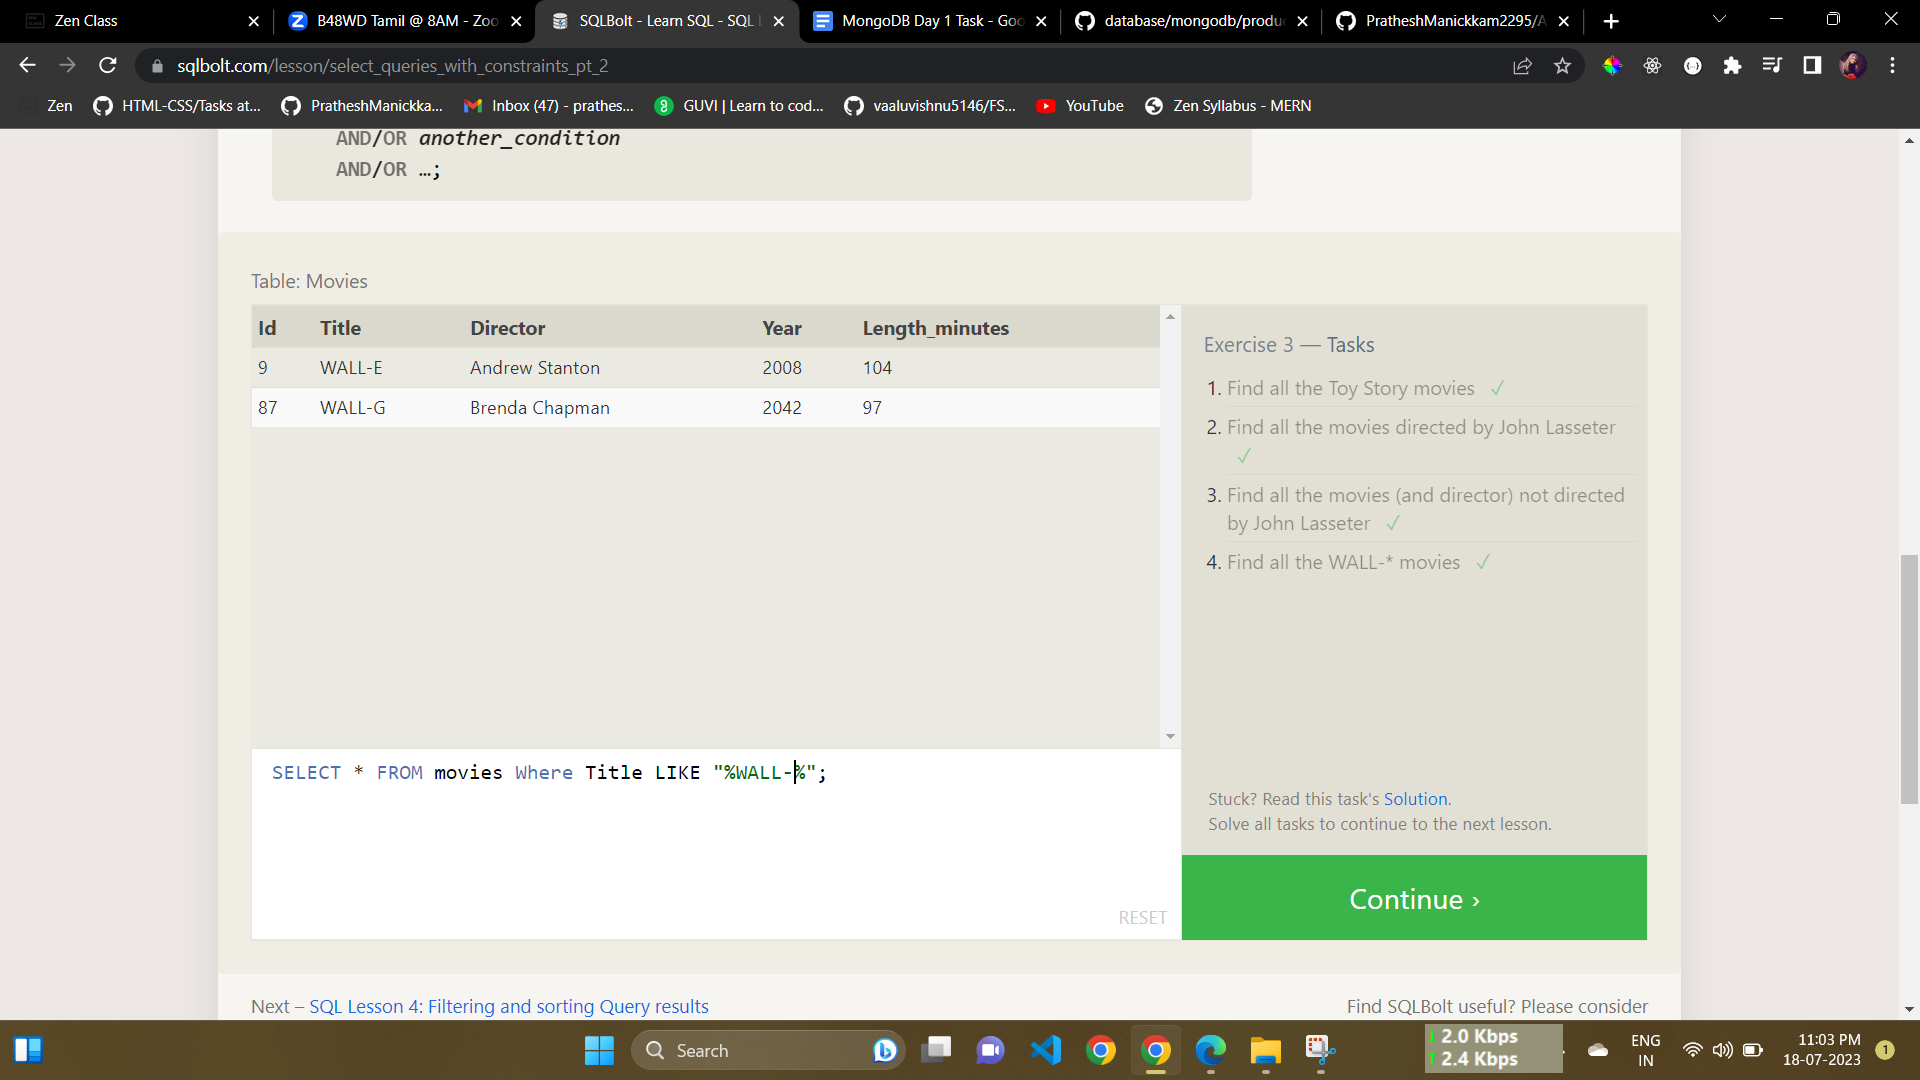 Zen Class
B48WD Tamil @ 8AM - Zoo
SQLBolt - Learn SQL - SQL L
MongoDB Day 1 Task - Goo
database/mongodb/produc
PratheshManickkam2295/A
sqlbolt.com/lesson/select_queries_with_constraints_pt_2
Zen
HTML-CSS/Tasks at...
PratheshManickka...
Inbox (47) - prathes...
GUVI | Learn to cod...
vaaluvishnu5146/FS...
YouTube
Zen Syllabus - MERN
AND/OR another_condition
AND/OR …;
Table: Movies
Id Title Director Year Length_minutes
9 WALL-E Andrew Stanton 2008 104
87 WALL-G Brenda Chapman 2042 97
Exercise 3 — Tasks
1. Find all the Toy Story movies ✓
2. Find all the movies directed by John Lasseter
✓
3. Find all the movies (and director) not directed
by John Lasseter ✓
4. Find all the WALL-* movies ✓
SELECT * FROM movies Where Title LIKE "%WALL-%";
RESET
Stuck? Read this task's Solution.
Solve all tasks to continue to the next lesson.
Continue ›
Next – SQL Lesson 4: Filtering and sorting Query results
Find SQLBolt useful? Please consider
Search
2.0 Kbps
2.4 Kbps
ENG
IN
11:03 PM
18-07-2023
1